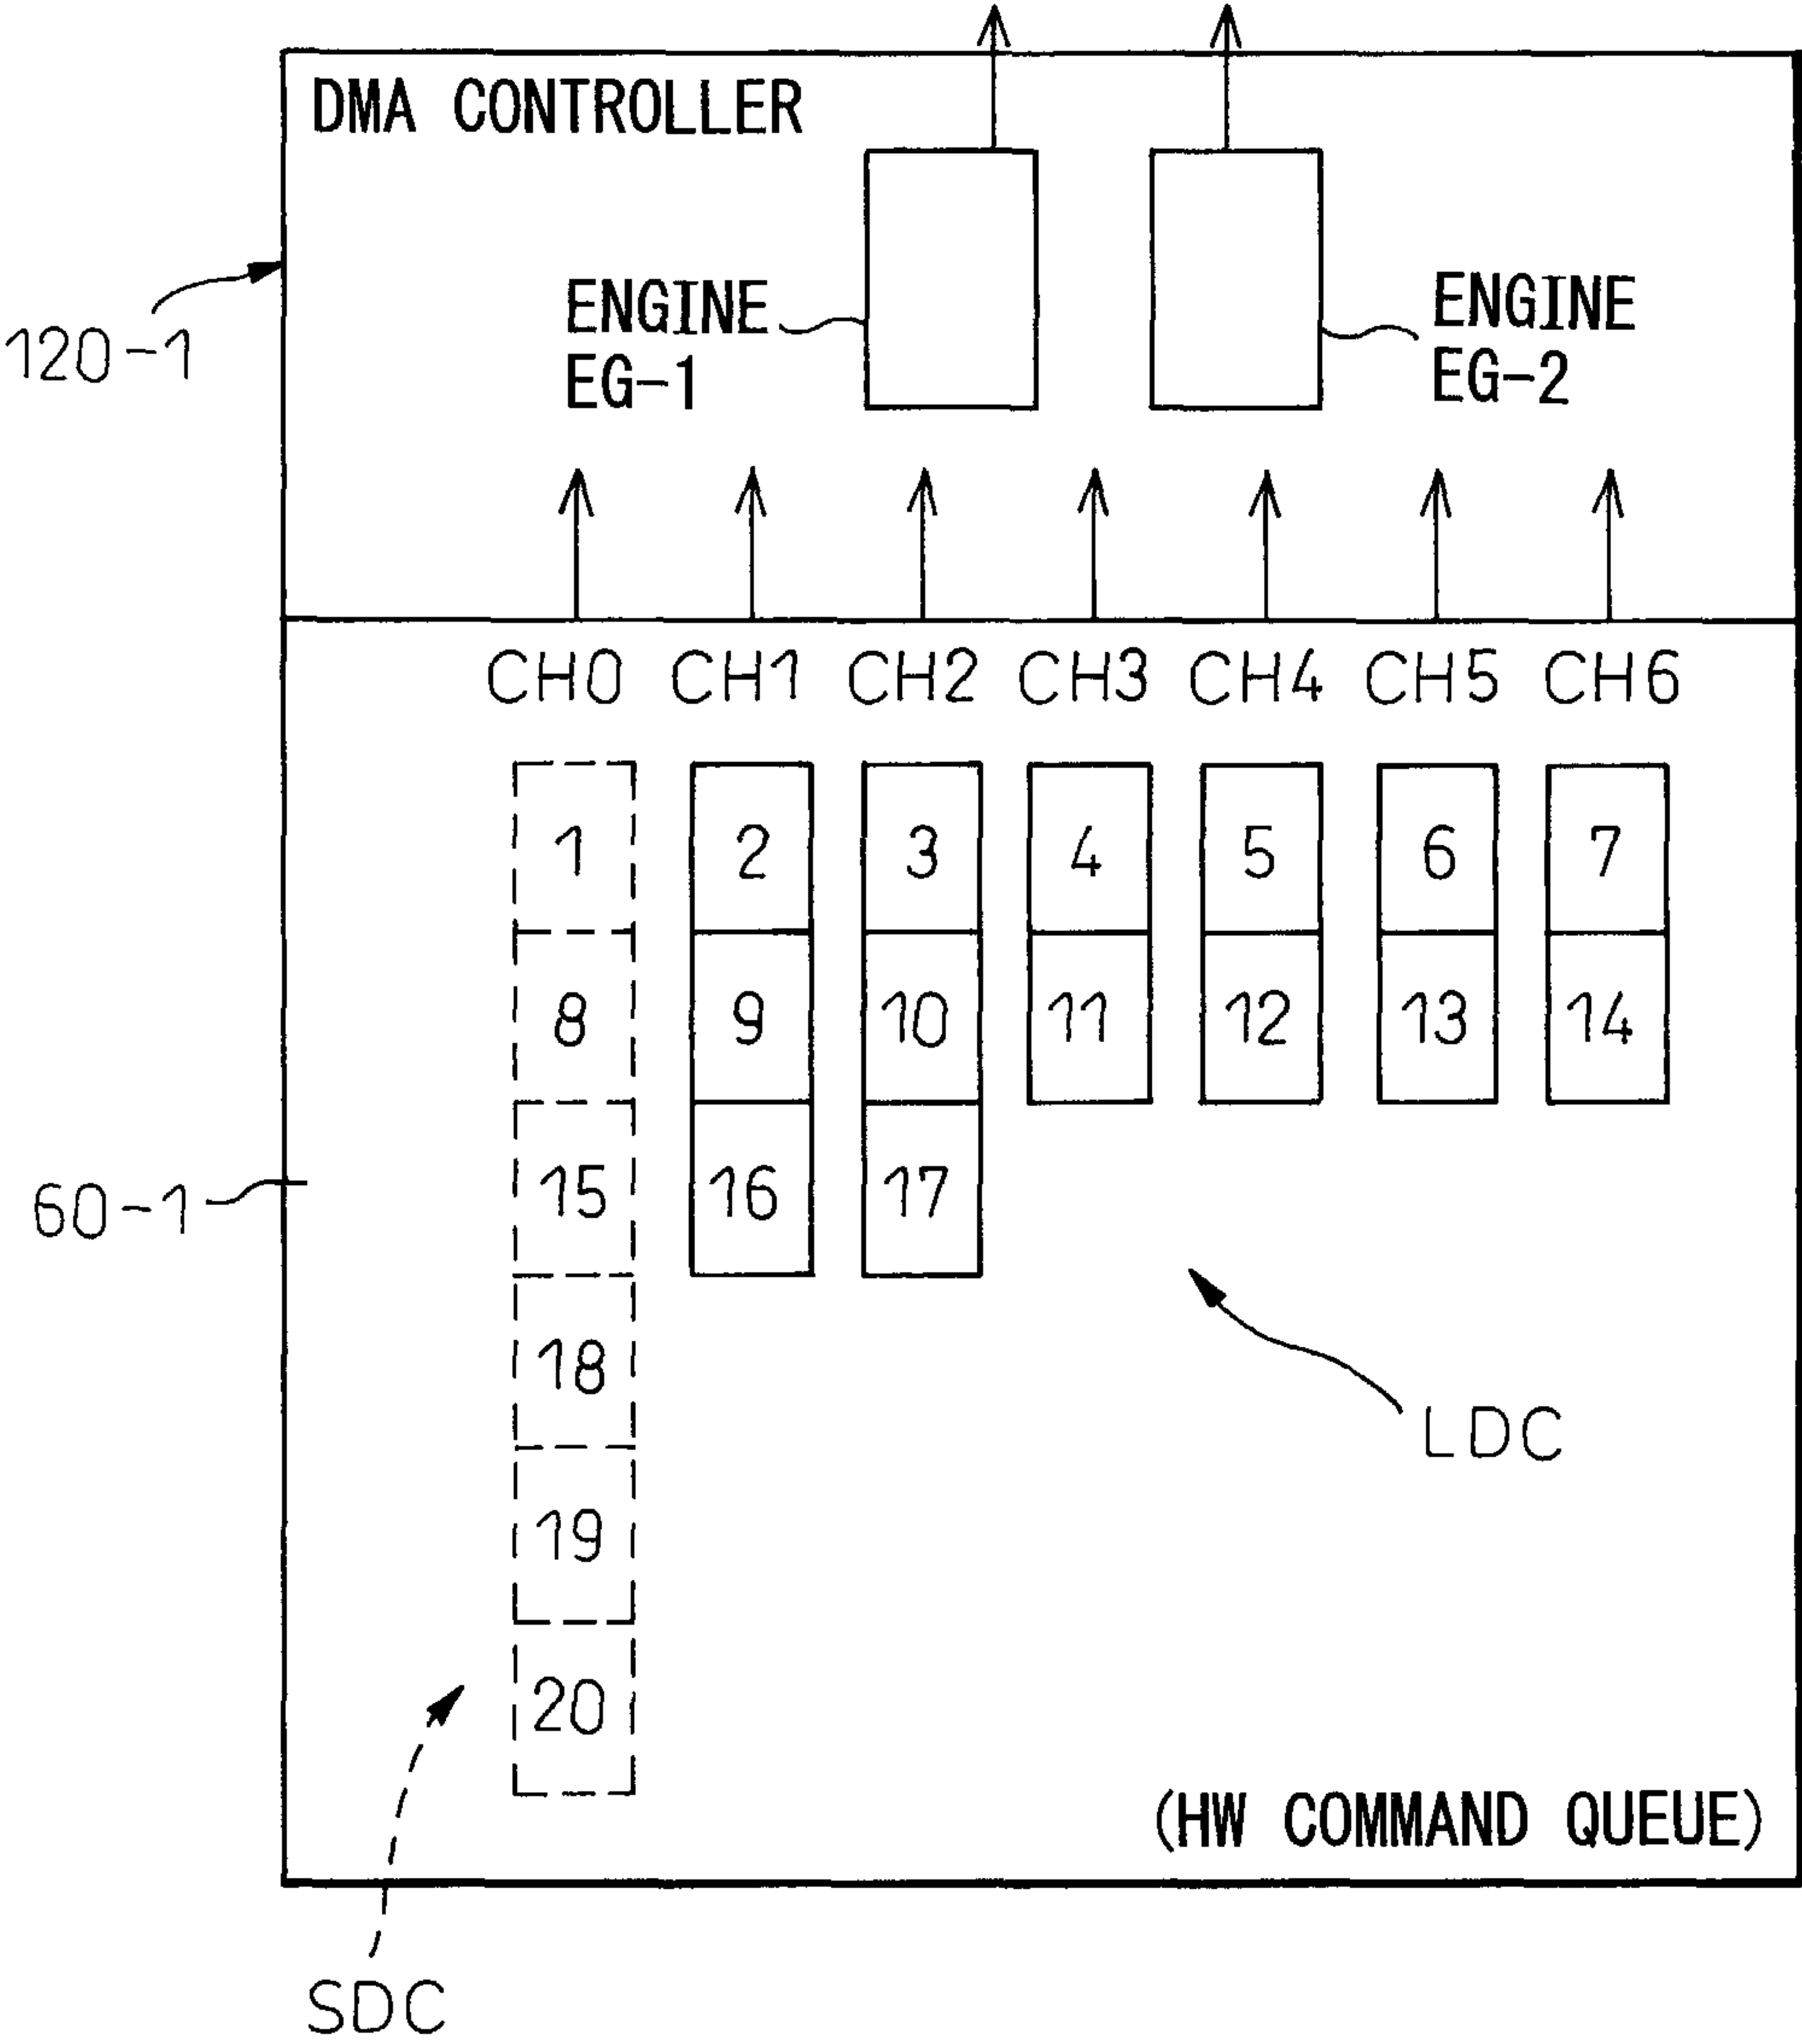 DMA CONTROLLER
ENGINE
EG-1
ENGINE
EG-2
120-1
CH0 CH1 CH2 CH3 CH4 CH5 CH6
1 2 3 4 5 6 7
8 9 10 11 12 13 14
15 16 17
60-1
18
LDC
19
20
(HW COMMAND QUEUE)
SDC